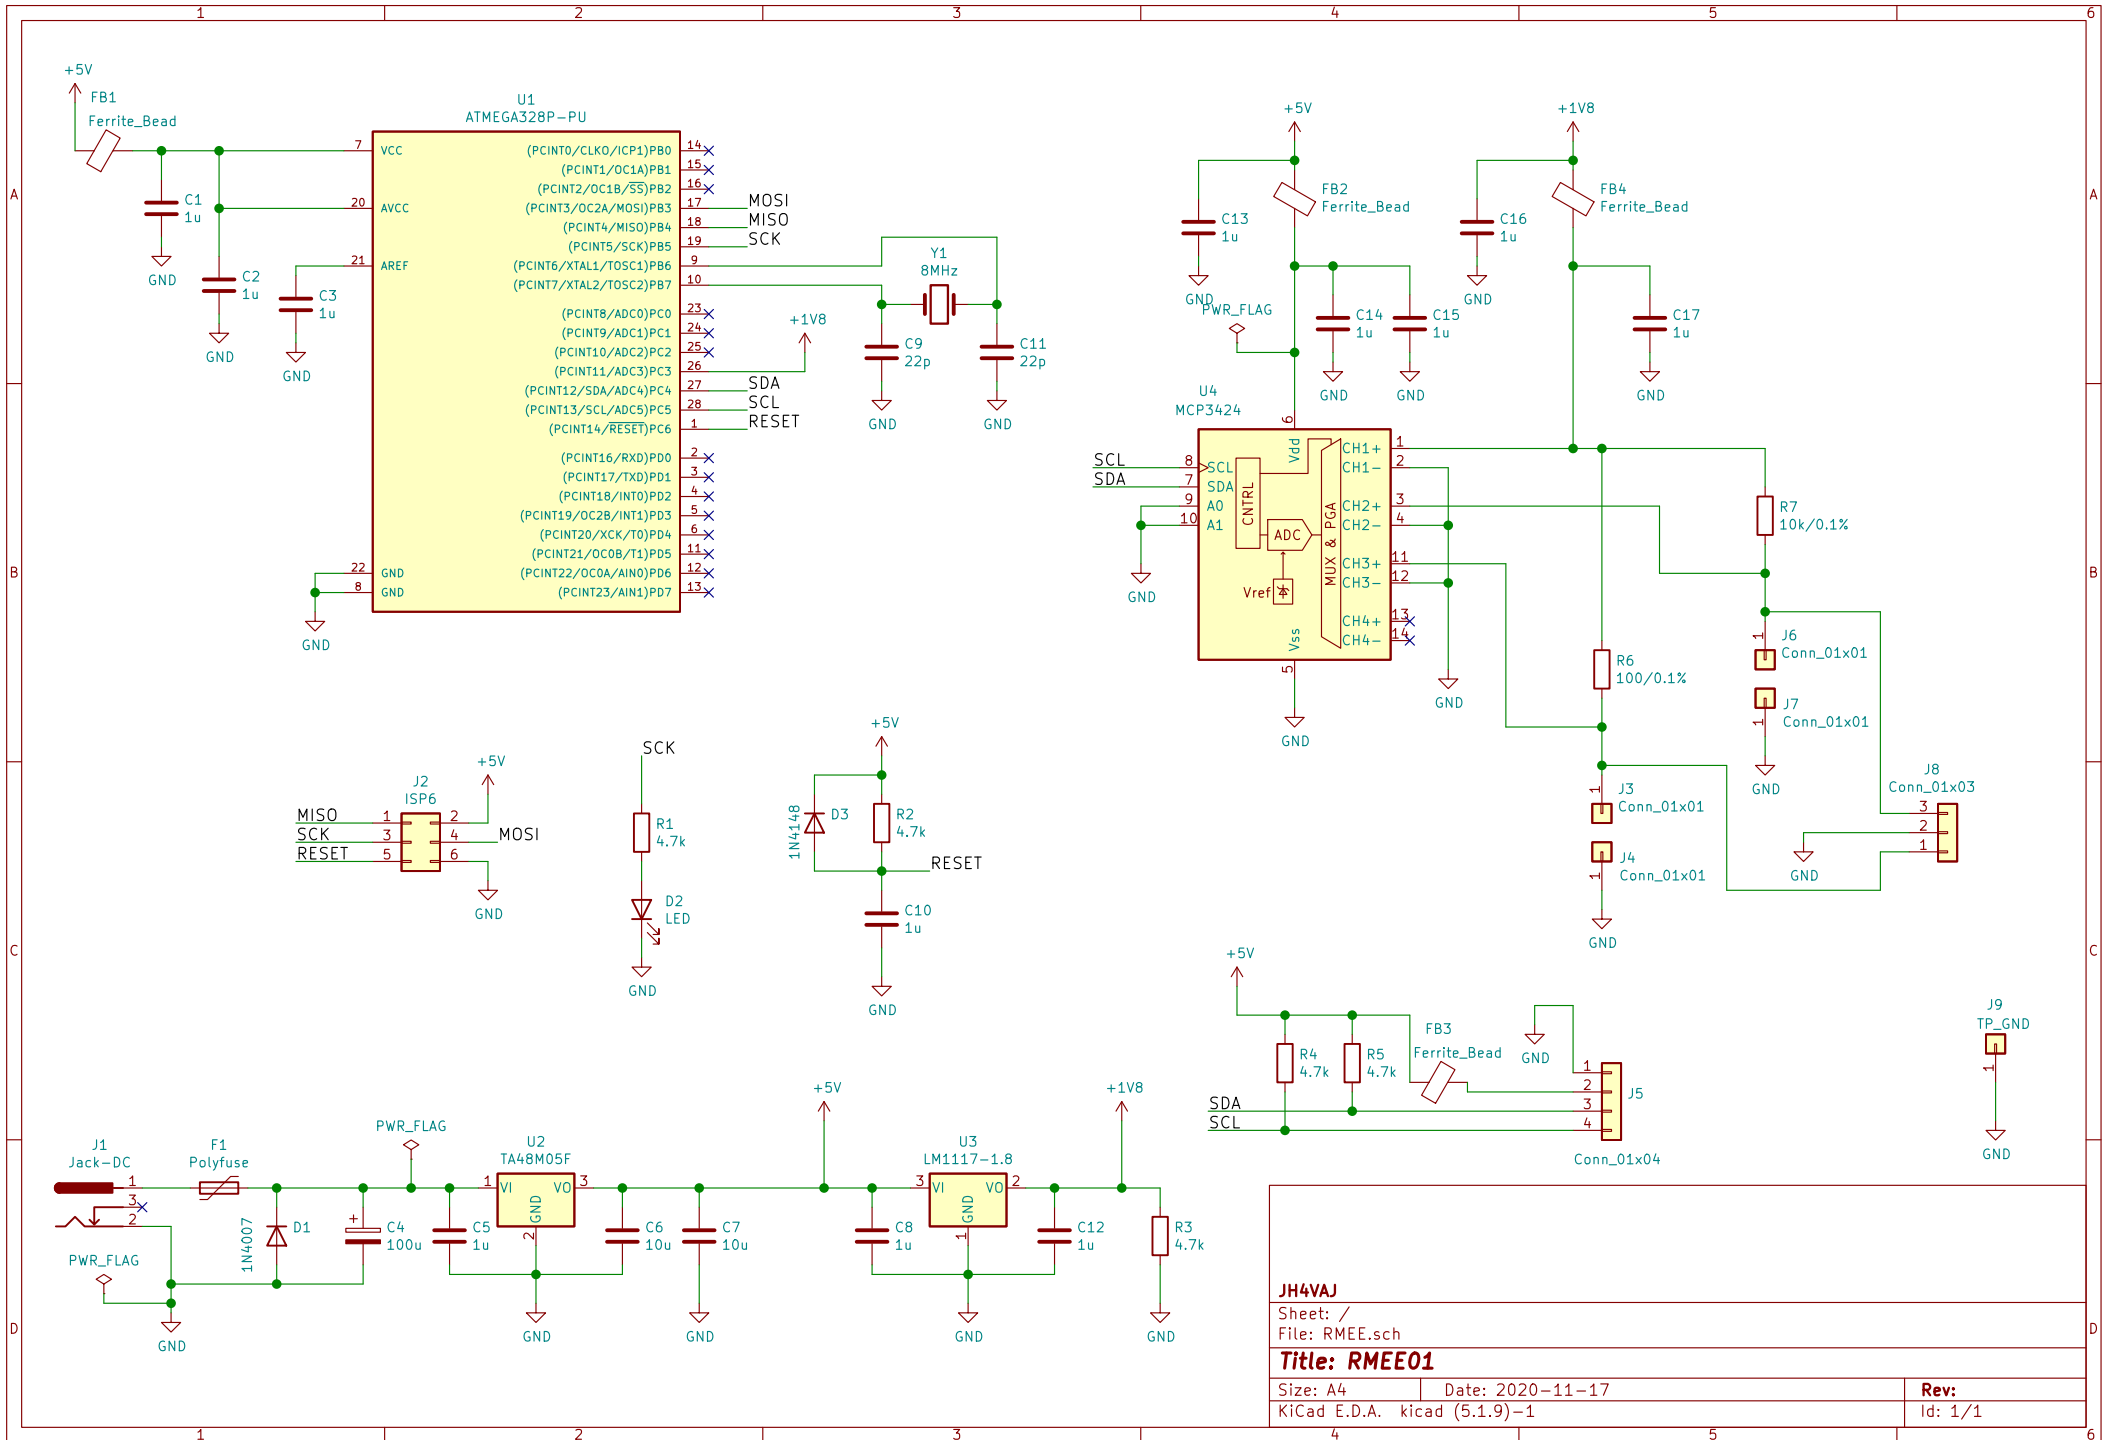 1 2 3 4 5 6
A
B
C
D
+5V
FB1
Ferrite_Bead
C1
1u
GND
C2
1u
GND
C3
1u
GND
U1
ATMEGA328P-PU
7 VCC
20 AVCC
21 AREF
22 GND
8 GND
GND
(PCINT0/CLKO/ICP1)PB0 14
(PCINT1/OC1A)PB1 15
(PCINT2/OC1B/SS)PB2 16
(PCINT3/OC2A/MOSI)PB3 17 MOSI
(PCINT4/MISO)PB4 18 MISO
(PCINT5/SCK)PB5 19 SCK
(PCINT6/XTAL1/TOSC1)PB6 9
(PCINT7/XTAL2/TOSC2)PB7 10
(PCINT8/ADC0)PC0 23
(PCINT9/ADC1)PC1 24
(PCINT10/ADC2)PC2 25
(PCINT11/ADC3)PC3 26
(PCINT12/SDA/ADC4)PC4 27 SDA
(PCINT13/SCL/ADC5)PC5 28 SCL
(PCINT14/RESET)PC6 1 RESET
(PCINT16/RXD)PD0 2
(PCINT17/TXD)PD1 3
(PCINT18/INT0)PD2 4
(PCINT19/OC2B/INT1)PD3 5
(PCINT20/XCK/T0)PD4 6
(PCINT21/OC0B/T1)PD5 11
(PCINT22/OC0A/AIN0)PD6 12
(PCINT23/AIN1)PD7 13
+1V8
Y1
8MHz
C9
22p
GND
C11
22p
GND
+5V
FB2
Ferrite_Bead
C13
1u
GND
PWR_FLAG
C14
1u
GND
C15
1u
GND
+1V8
FB4
Ferrite_Bead
C16
1u
GND
C17
1u
GND
U4
MCP3424
SCL 8 SCL
SDA 7 SDA
9 A0
10 A1
GND
6 Vdd
CNTRL
ADC
Vref
MUX & PGA
CH1+ 1
CH1- 2
CH2+ 3
CH2- 4
CH3+ 11
CH3- 12
CH4+ 13
CH4- 14
Vss 5
GND
GND
R7
10k/0.1%
R6
100/0.1%
1 J6
Conn_01x01
J7
1 Conn_01x01
GND
1 J3
Conn_01x01
J4
1 Conn_01x01
GND
J8
Conn_01x03
3
2
1
GND
J2
ISP6
MISO 1
SCK 3
RESET 5
2 +5V
4 MOSI
6
GND
SCK
R1
4.7k
D2
LED
GND
+5V
1N4148
D3
R2
4.7k
RESET
C10
1u
GND
+5V
R4
4.7k
R5
4.7k
FB3
Ferrite_Bead
GND
SDA
SCL
1
2
3
4
J5
Conn_01x04
J9
TP_GND
1
GND
J1
Jack-DC
1
3
2
PWR_FLAG
GND
F1
Polyfuse
1N4007
D1
PWR_FLAG
+
C4
100u
C5
1u
U2
TA48M05F
1 VI
VO 3
GND
2
GND
C6
10u
C7
10u
GND
+5V
C8
1u
U3
LM1117-1.8
3 VI
VO 2
GND
1
GND
C12
1u
+1V8
R3
4.7k
GND
JH4VAJ
Sheet: /
File: RMEE.sch
Title: RMEE01
Size: A4 Date: 2020-11-17 Rev:
KiCad E.D.A. kicad (5.1.9)-1 Id: 1/1
A
B
C
D
1 2 3 4 5 6